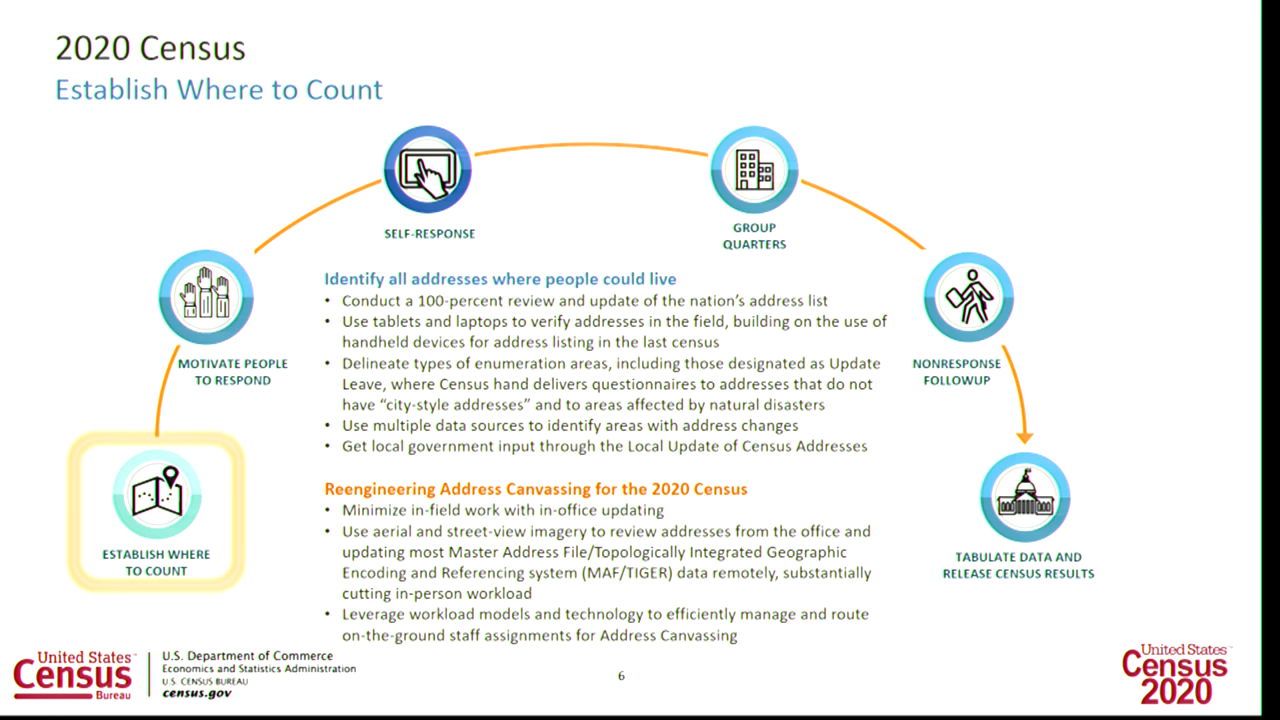 2020 Census
Establish Where to Count
SELF-RESPONSE
GROUP
QUARTERS
MOTIVATE PEOPLE
TO RESPOND
NONRESPONSE
FOLLOWUP
ESTABLISH WHERE
TO COUNT
TABULATE DATA AND
RELEASE CENSUS RESULTS
Identify all addresses where people could live
• Conduct a 100-percent review and update of the nation's address list
• Use tablets and laptops to verify addresses in the field, building on the use of
handheld devices for address listing in the last census
• Delineate types of enumeration areas, including those designated as Update
Leave, where Census hand delivers questionnaires to addresses that do not
have “city-style addresses” and to areas affected by natural disasters
• Use multiple data sources to identify areas with address changes
• Get local government input through the Local Update of Census Addresses
Reengineering Address Canvassing for the 2020 Census
• Minimize in-field work with in-office updating
• Use aerial and street-view imagery to review addresses from the office and
updating most Master Address File/Topologically Integrated Geographic
Encoding and Referencing system (MAF/TIGER) data remotely, substantially
cutting in-person workload
• Leverage workload models and technology to efficiently manage and route
on-the-ground staff assignments for Address Canvassing
United States™
Census
Bureau
U.S. Department of Commerce
Economics and Statistics Administration
U.S. CENSUS BUREAU
census.gov
6
United States™
Census
2020